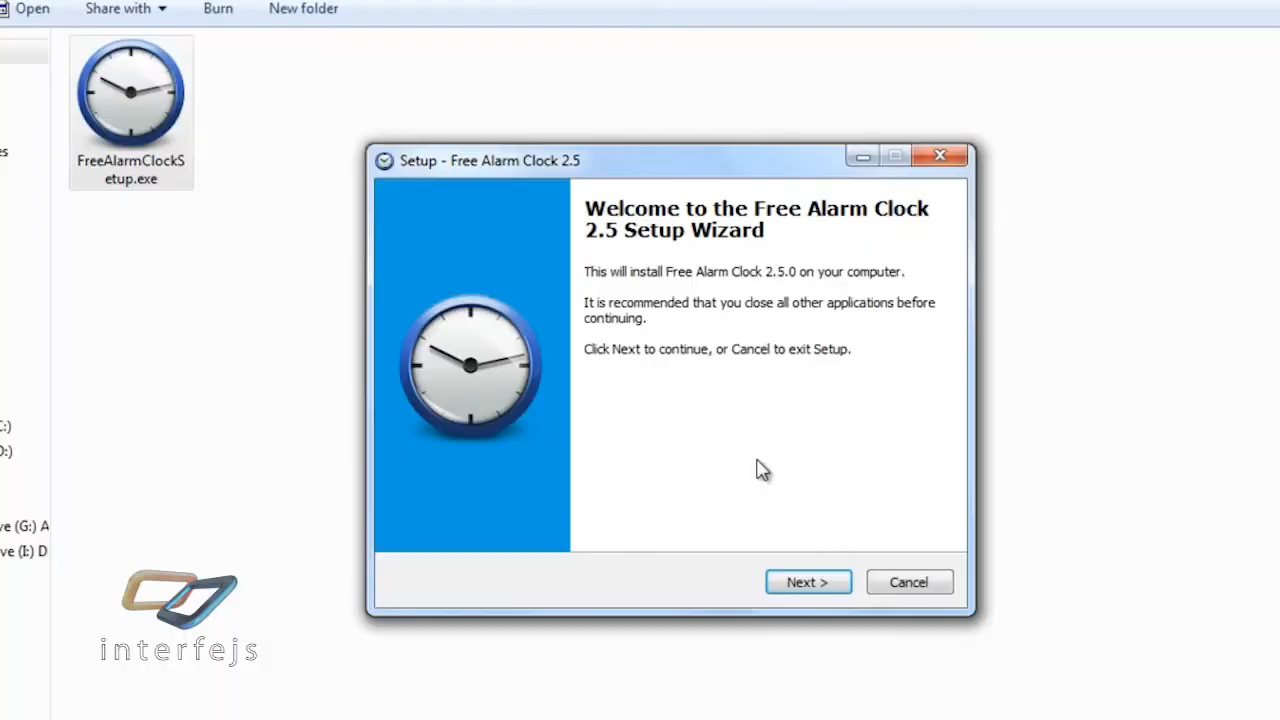 Open Share with Burn New folder
FreeAlarmClockS
etup.exe
es
C:)
D:)
ve (G:) A
ve (I:) D
Setup - Free Alarm Clock 2.5
Welcome to the Free Alarm Clock
2.5 Setup Wizard
This will install Free Alarm Clock 2.5.0 on your computer.
It is recommended that you close all other applications before
continuing.
Click Next to continue, or Cancel to exit Setup.
Next > Cancel
interfejs